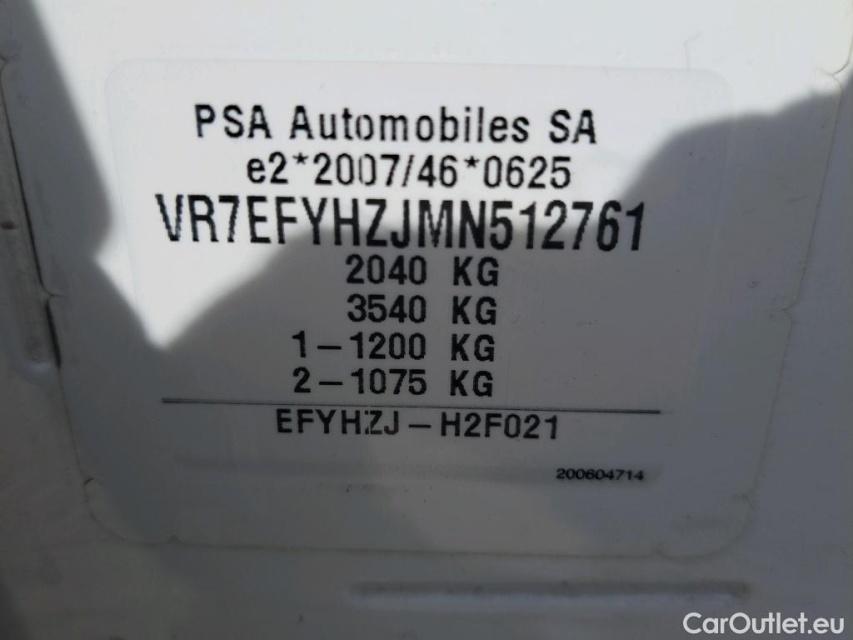 PSA Automobiles SA
e2*2007/46*0625
VR7EFYHZJMN512761
2040 KG
3540 KG
1-1200 KG
2-1075 KG
EFYHZJ-H2F021
200604714
CarOutlet.eu